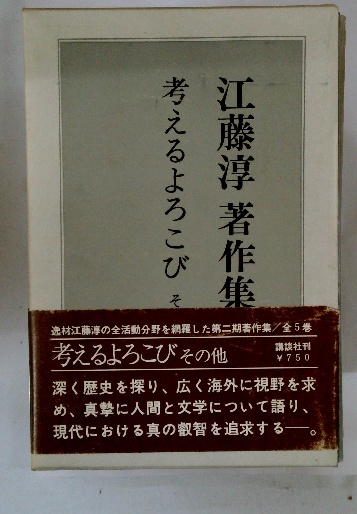 江藤淳著作集
考えるよろこび そ
逸材江藤淳の全活動分野を網羅した第二期著作集/全5巻
考えるよろこび その他
講談社刊
¥750
深く歴史を探り、広く海外に視野を求
め、真摯に人間と文学について語り、
現代における真の叡智を追求する――。